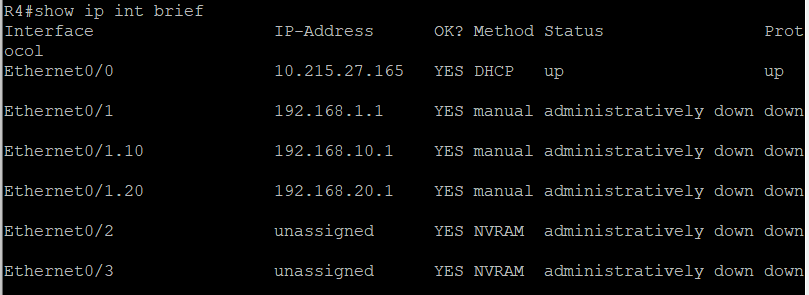 R4#show ip int brief
Interface                  IP-Address      OK? Method Status                Prot
ocol
Ethernet0/0                10.215.27.165   YES DHCP   up                    up
Ethernet0/1                192.168.1.1     YES manual administratively down down
Ethernet0/1.10             192.168.10.1    YES manual administratively down down
Ethernet0/1.20             192.168.20.1    YES manual administratively down down
Ethernet0/2                unassigned      YES NVRAM  administratively down down
Ethernet0/3                unassigned      YES NVRAM  administratively down down